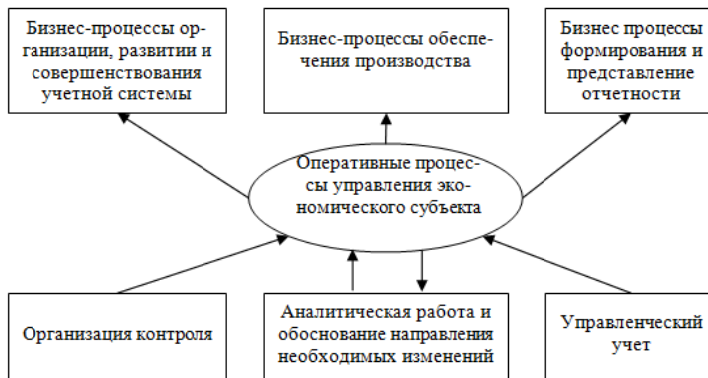 Бизнес-процессы ор-
ганизации, развитии и
совершенствования
учетной системы
Бизнес-процессы обеспе-
чения производства
Бизнес процессы
формирования и
представление
отчетности
Оперативные процес-
сы управления эко-
номического субъекта
Организация контроля
Аналитическая работа и
обоснование направления
необходимых изменений
Управленческий
учет